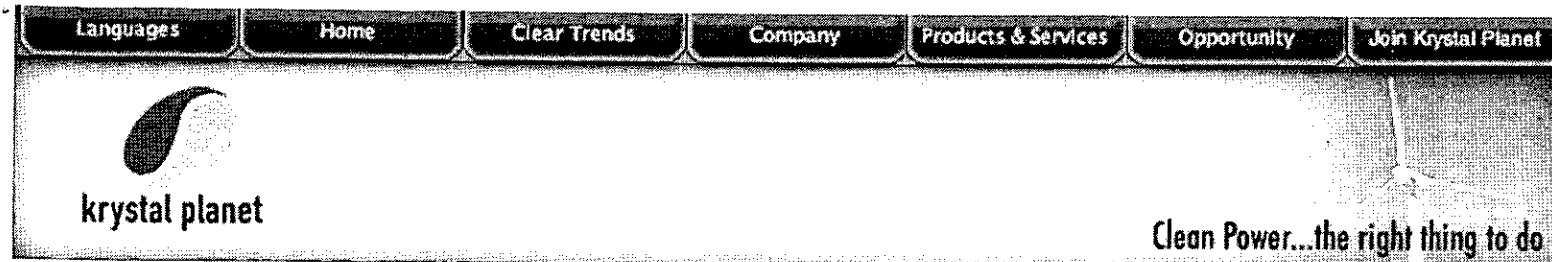 Languages Home Clear Trends Company Products & Services Opportunity Join Krystal Planet
krystal planet
Clean Power...the right thing to do